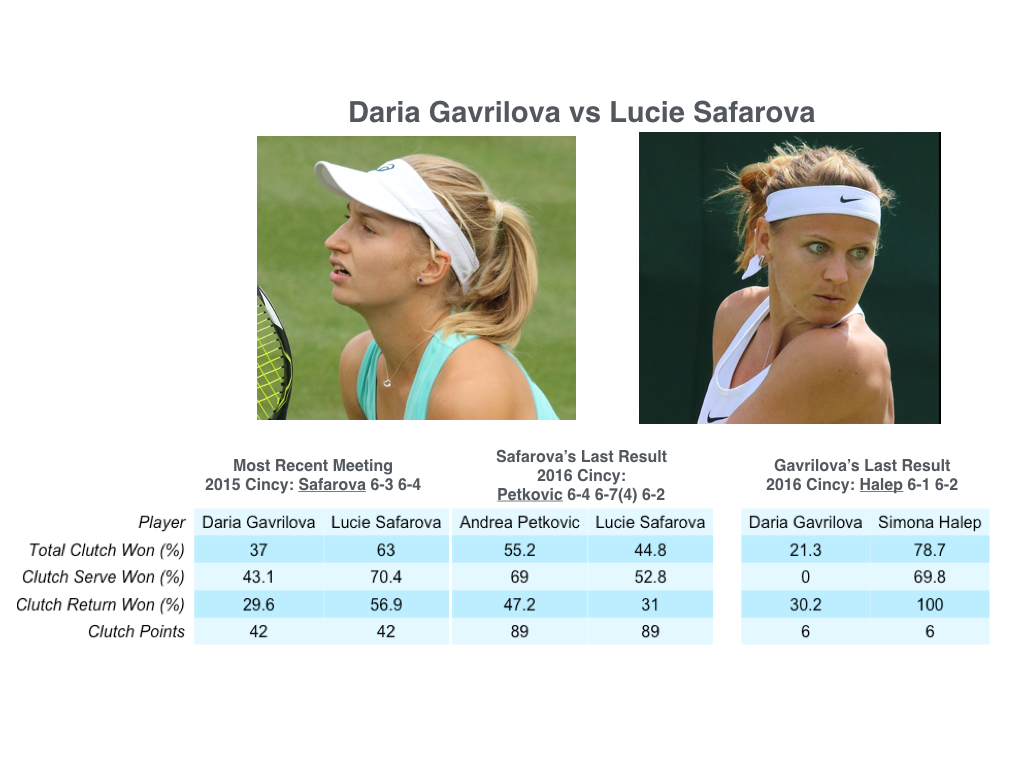 Daria Gavrilova vs Lucie Safarova
Most Recent Meeting
2015 Cincy: Safarova 6-3 6-4
Safarova’s Last Result
2016 Cincy:
Petkovic 6-4 6-7(4) 6-2
Gavrilova’s Last Result
2016 Cincy: Halep 6-1 6-2
Player Daria Gavrilova Lucie Safarova Andrea Petkovic Lucie Safarova Daria Gavrilova Simona Halep
Total Clutch Won (%) 37 63 55.2 44.8 21.3 78.7
Clutch Serve Won (%) 43.1 70.4 69 52.8 0 69.8
Clutch Return Won (%) 29.6 56.9 47.2 31 30.2 100
Clutch Points 42 42 89 89 6 6